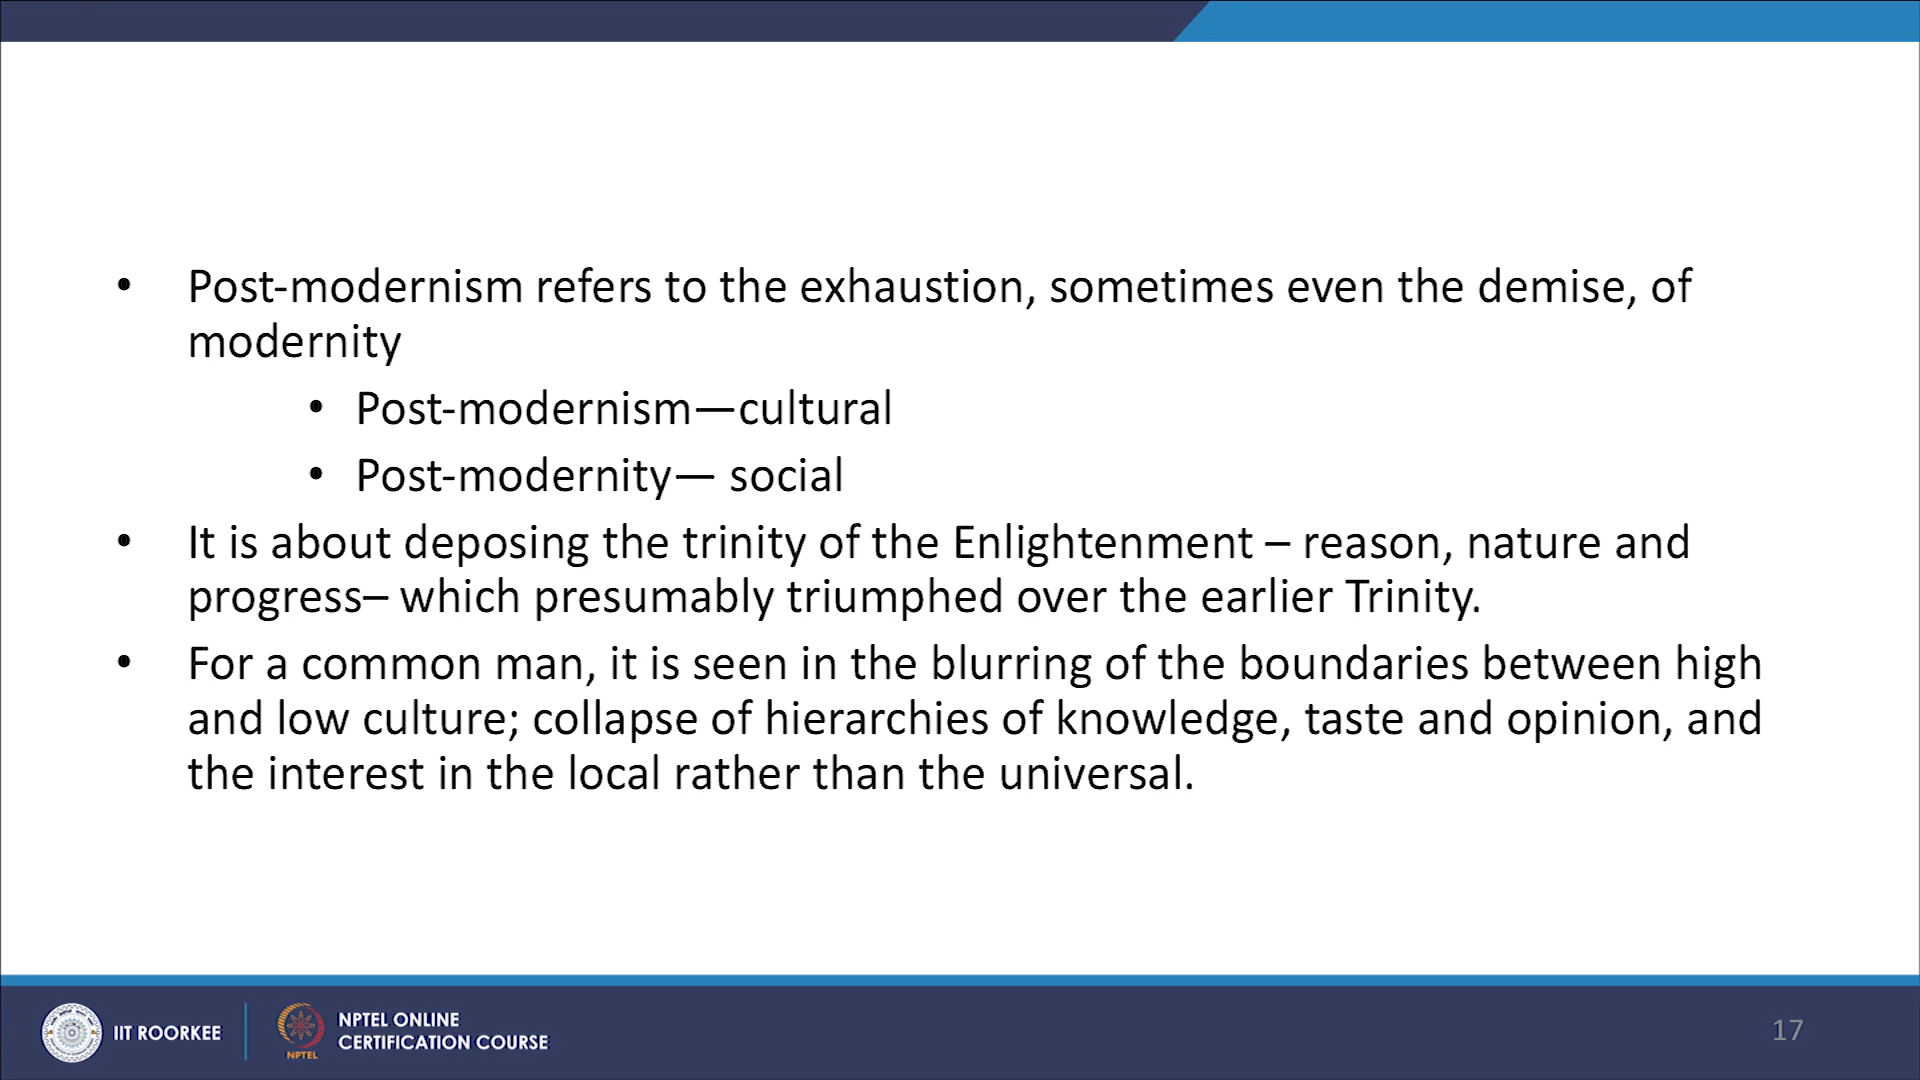 • Post-modernism refers to the exhaustion, sometimes even the demise, of
modernity
• Post-modernism—cultural
• Post-modernity— social
• It is about deposing the trinity of the Enlightenment – reason, nature and
progress– which presumably triumphed over the earlier Trinity.
• For a common man, it is seen in the blurring of the boundaries between high
and low culture; collapse of hierarchies of knowledge, taste and opinion, and
the interest in the local rather than the universal.
IIT ROORKEE
NPTEL
NPTEL ONLINE
CERTIFICATION COURSE
17